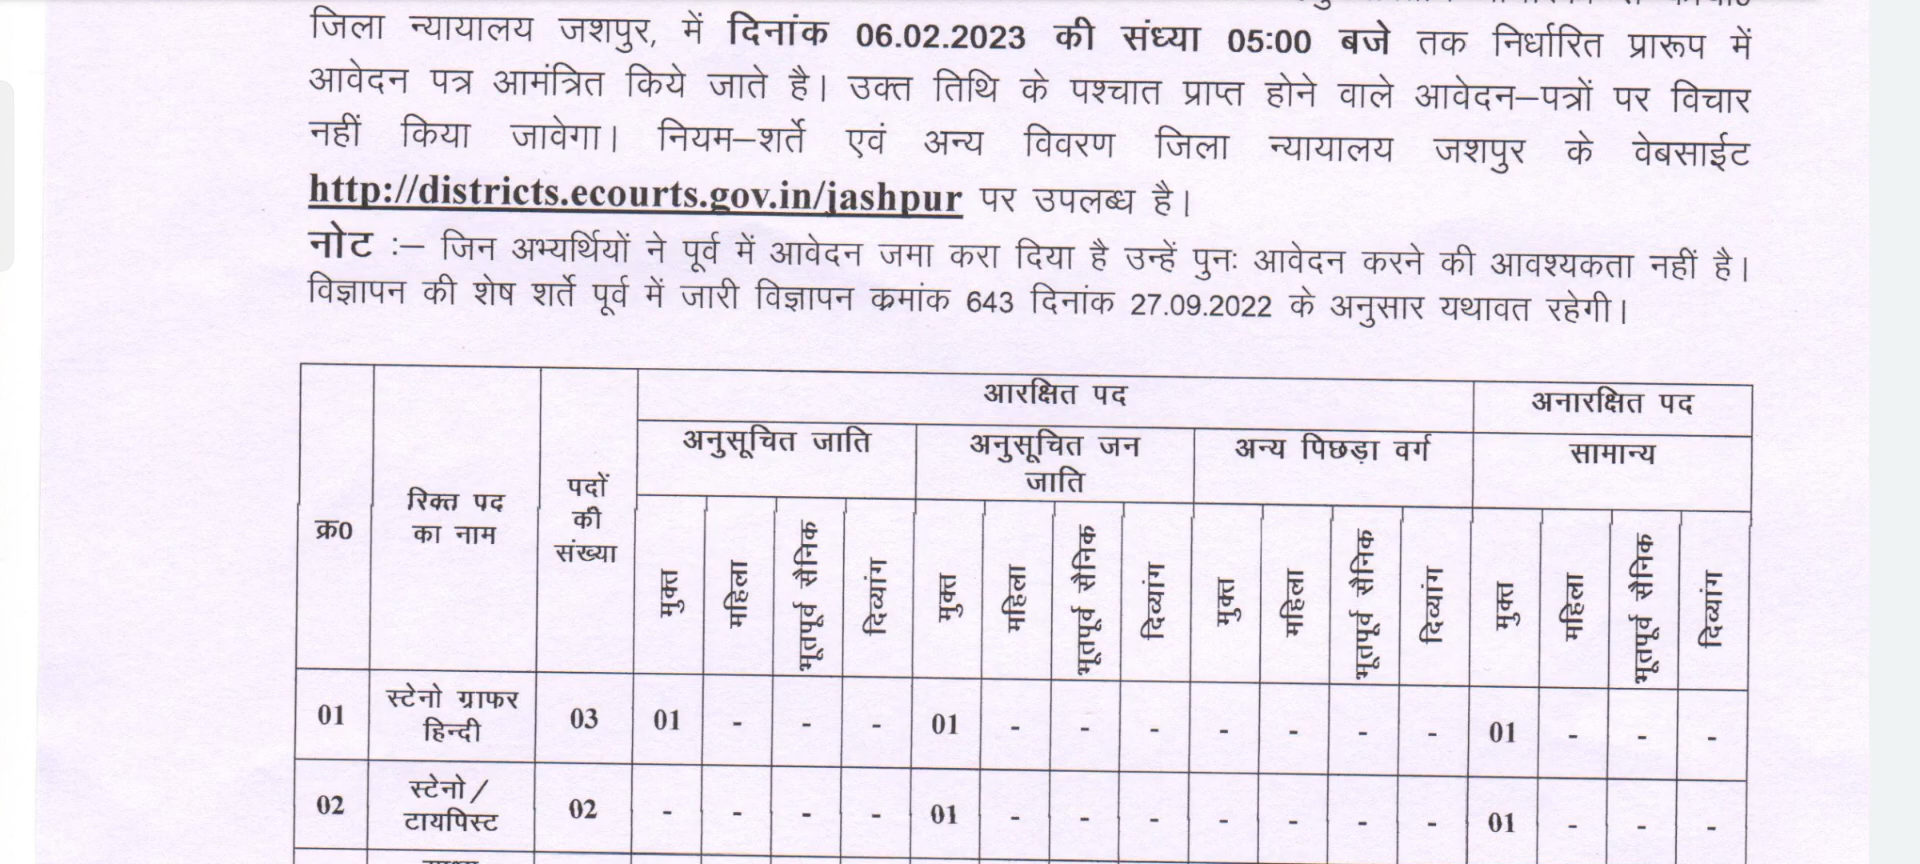 जिला न्यायालय जशपुर, में दिनांक 06.02.2023 की संध्या 05:00 बजे तक निर्धारित प्रारूप में
आवेदन पत्र आमंत्रित किये जाते है। उक्त तिथि के पश्चात प्राप्त होने वाले आवेदन–पत्रों पर विचार
नहीं किया जावेगा। नियम–शर्ते एवं अन्य विवरण जिला न्यायालय जशपुर के वेबसाईट
http://districts.ecourts.gov.in/jashpur पर उपलब्ध है।
नोट :– जिन अभ्यर्थियों ने पूर्व में आवेदन जमा करा दिया है उन्हें पुनः आवेदन करने की आवश्यकता नहीं है।
विज्ञापन की शेष शर्ते पूर्व में जारी विज्ञापन क्रमांक 643 दिनांक 27.09.2022 के अनुसार यथावत रहेगी।
आरक्षित पद अनारक्षित पद
अनुसूचित जाति अनुसूचित जन अन्य पिछड़ा वर्ग सामान्य
जाति
क्र0 रिक्त पद पदों
का नाम की
संख्या
मुक्त महिला भूतपूर्व सैनिक दिव्यांग मुक्त महिला भूतपूर्व सैनिक दिव्यांग मुक्त महिला भूतपूर्व सैनिक दिव्यांग मुक्त महिला भूतपूर्व सैनिक दिव्यांग
01 स्टेनो ग्राफर 03 01 - - - 01 - - - - - - - 01 - - -
हिन्दी
02 स्टेनो/ 02 - - - - 01 - - - - - - - 01 - - -
टायपिस्ट